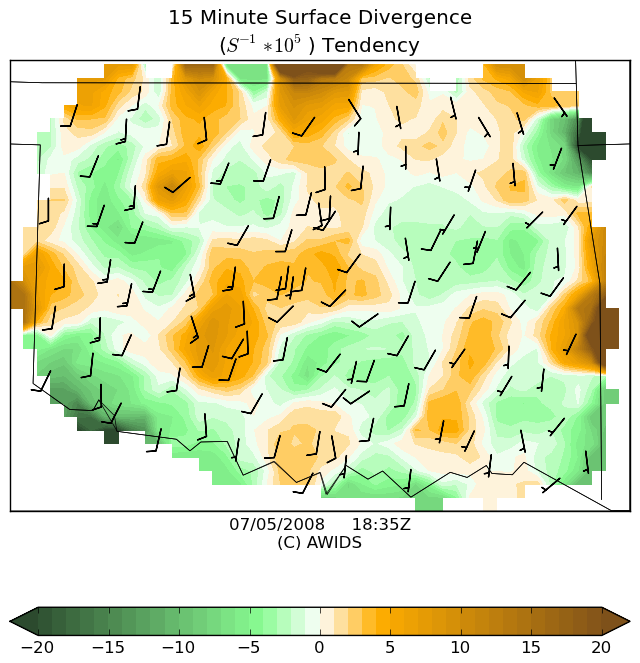 15 Minute Surface Divergence
(S⁻¹ * 10⁵ ) Tendency
07/05/2008 18:35Z
(C) AWIDS
−20 −15 −10 −5 0 5 10 15 20